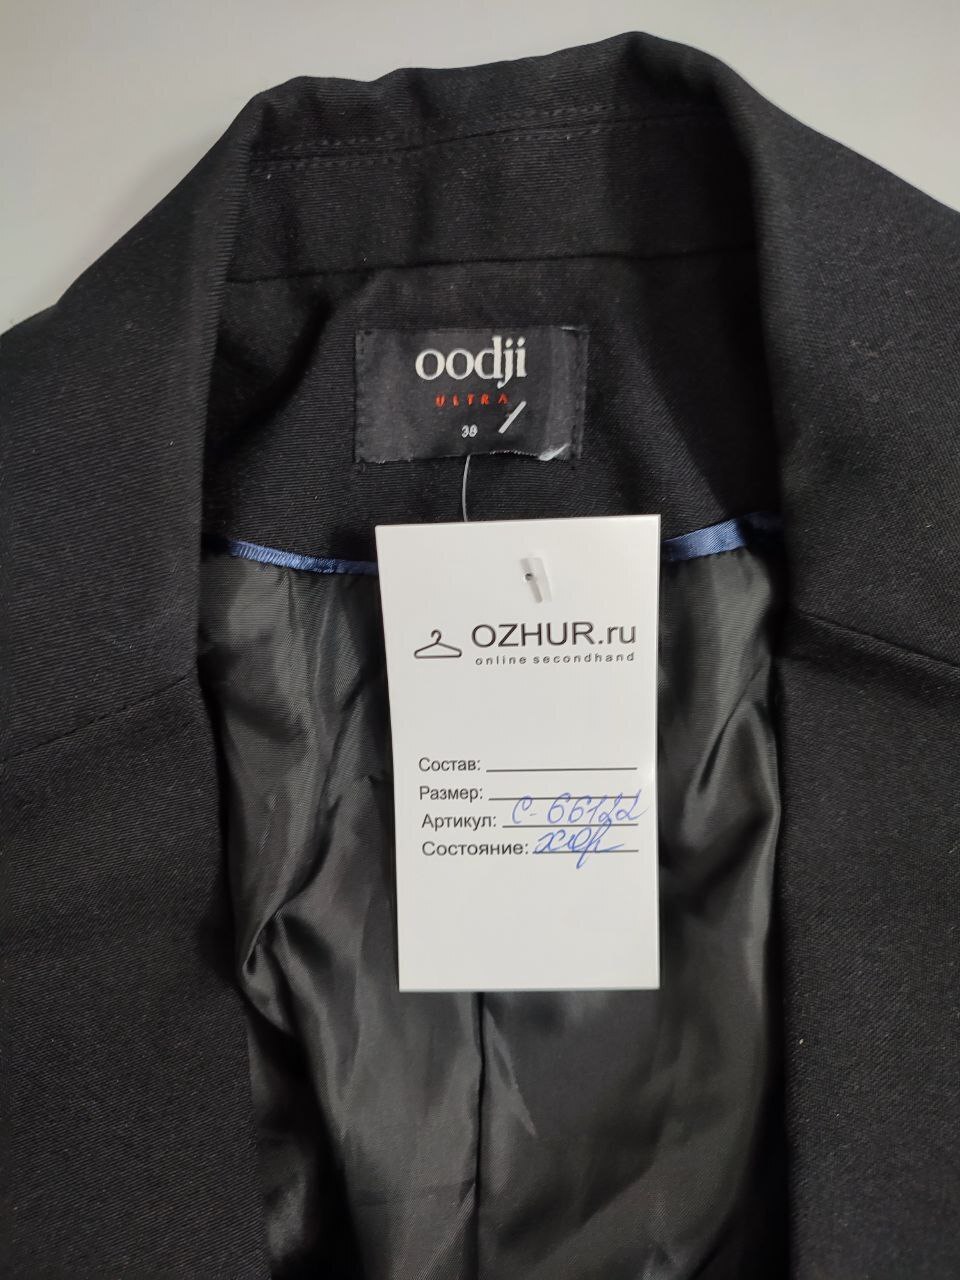 oodji
ULTRA
38
OZHUR.ru
online secondhand
Состав:
Размер:
Артикул: С-66122
Состояние: хор